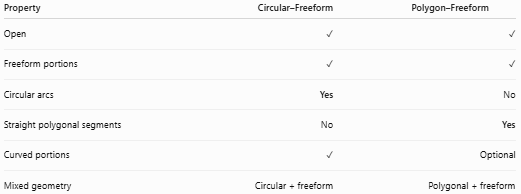 Property Circular–Freeform Polygon–Freeform
Open ✓ ✓
Freeform portions ✓ ✓
Circular arcs Yes No
Straight polygonal segments No Yes
Curved portions ✓ Optional
Mixed geometry Circular + freeform Polygonal + freeform